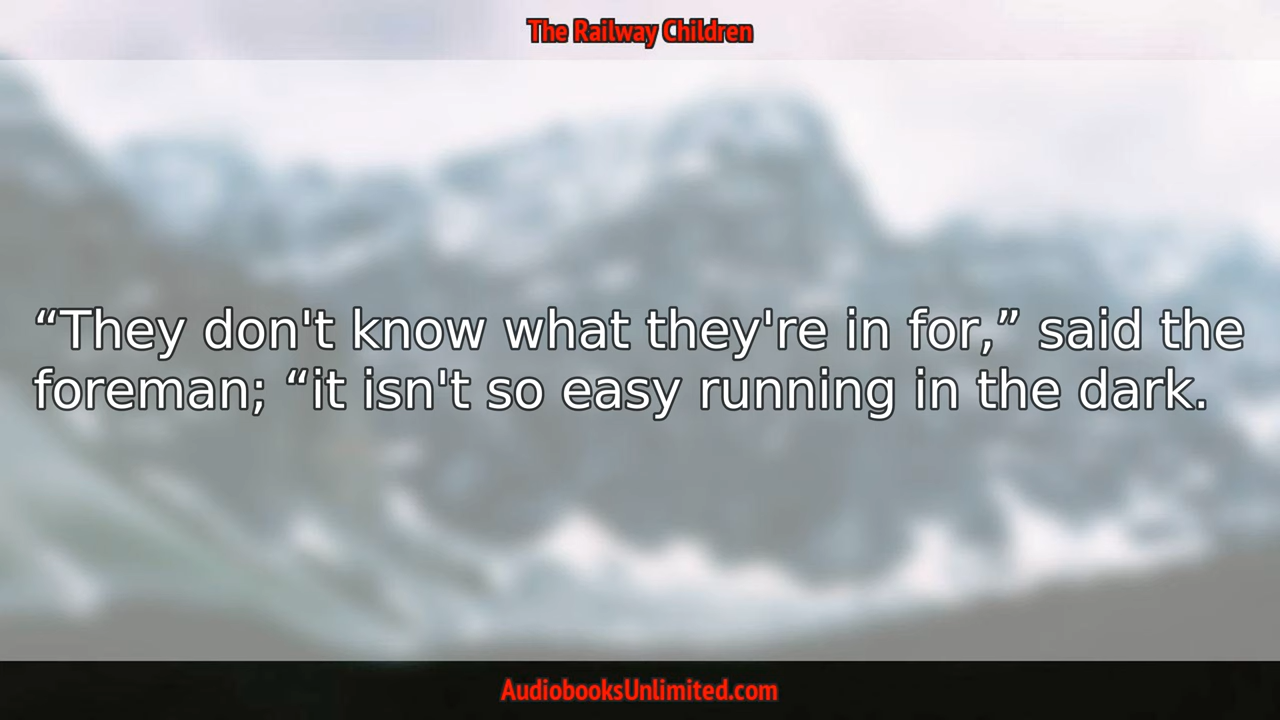 The Railway Children
“They don't know what they're in for,” said the
foreman; “it isn't so easy running in the dark.
AudiobooksUnlimited.com